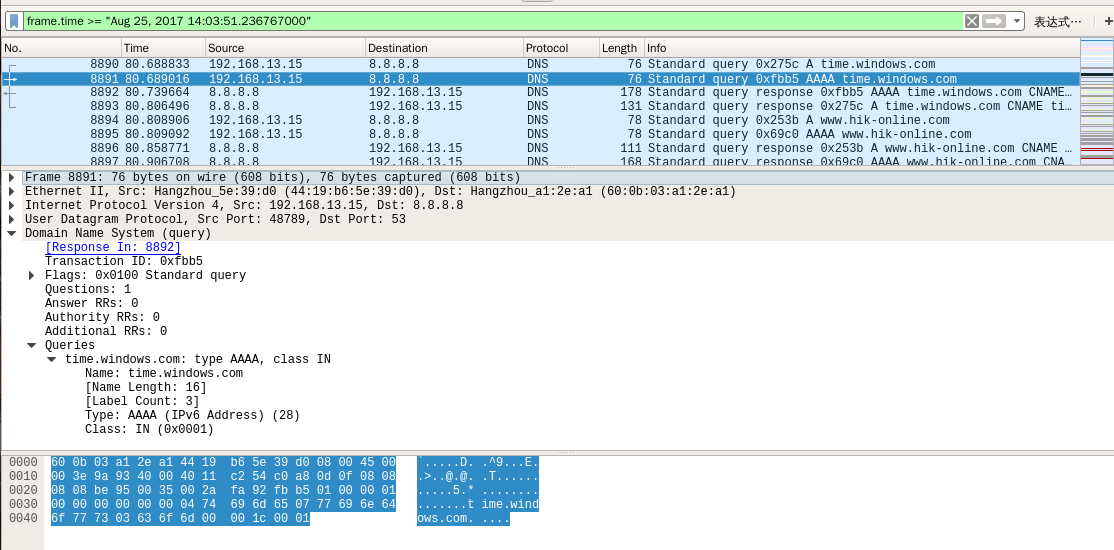 frame.time >= "Aug 25, 2017 14:03:51.236767000" 表达式…
No. Time Source Destination Protocol Length Info
8890 80.688833 192.168.13.15 8.8.8.8 DNS 76 Standard query 0x275c A time.windows.com
8891 80.689016 192.168.13.15 8.8.8.8 DNS 76 Standard query 0xfbb5 AAAA time.windows.com
8892 80.739664 8.8.8.8 192.168.13.15 DNS 178 Standard query response 0xfbb5 AAAA time.windows.com CNAME…
8893 80.806496 8.8.8.8 192.168.13.15 DNS 131 Standard query response 0x275c A time.windows.com CNAME ti…
8894 80.808906 192.168.13.15 8.8.8.8 DNS 78 Standard query 0x253b A www.hik-online.com
8895 80.809092 192.168.13.15 8.8.8.8 DNS 78 Standard query 0x69c0 AAAA www.hik-online.com
8896 80.858771 8.8.8.8 192.168.13.15 DNS 111 Standard query response 0x253b A www.hik-online.com CNAME …
8897 80.906708 8.8.8.8 192.168.13.15 DNS 168 Standard query response 0x69c0 AAAA www.hik-online.com CNA…
Frame 8891: 76 bytes on wire (608 bits), 76 bytes captured (608 bits)
Ethernet II, Src: Hangzhou_5e:39:d0 (44:19:b6:5e:39:d0), Dst: Hangzhou_a1:2e:a1 (60:0b:03:a1:2e:a1)
Internet Protocol Version 4, Src: 192.168.13.15, Dst: 8.8.8.8
User Datagram Protocol, Src Port: 48789, Dst Port: 53
Domain Name System (query)
[Response In: 8892]
Transaction ID: 0xfbb5
Flags: 0x0100 Standard query
Questions: 1
Answer RRs: 0
Authority RRs: 0
Additional RRs: 0
Queries
time.windows.com: type AAAA, class IN
Name: time.windows.com
[Name Length: 16]
[Label Count: 3]
Type: AAAA (IPv6 Address) (28)
Class: IN (0x0001)
0000 60 0b 03 a1 2e a1 44 19 b6 5e 39 d0 08 00 45 00 `.....D. .^9...E.
0010 00 3e 9a 93 40 00 40 11 c2 54 c0 a8 0d 0f 08 08 .>..@.@. .T......
0020 08 08 be 95 00 35 00 2a fa 92 fb b5 01 00 00 01 .....5.* ........
0030 00 00 00 00 00 00 04 74 69 6d 65 07 77 69 6e 64 .......t ime.wind
0040 6f 77 73 03 63 6f 6d 00 00 1c 00 01 ows.com. ....